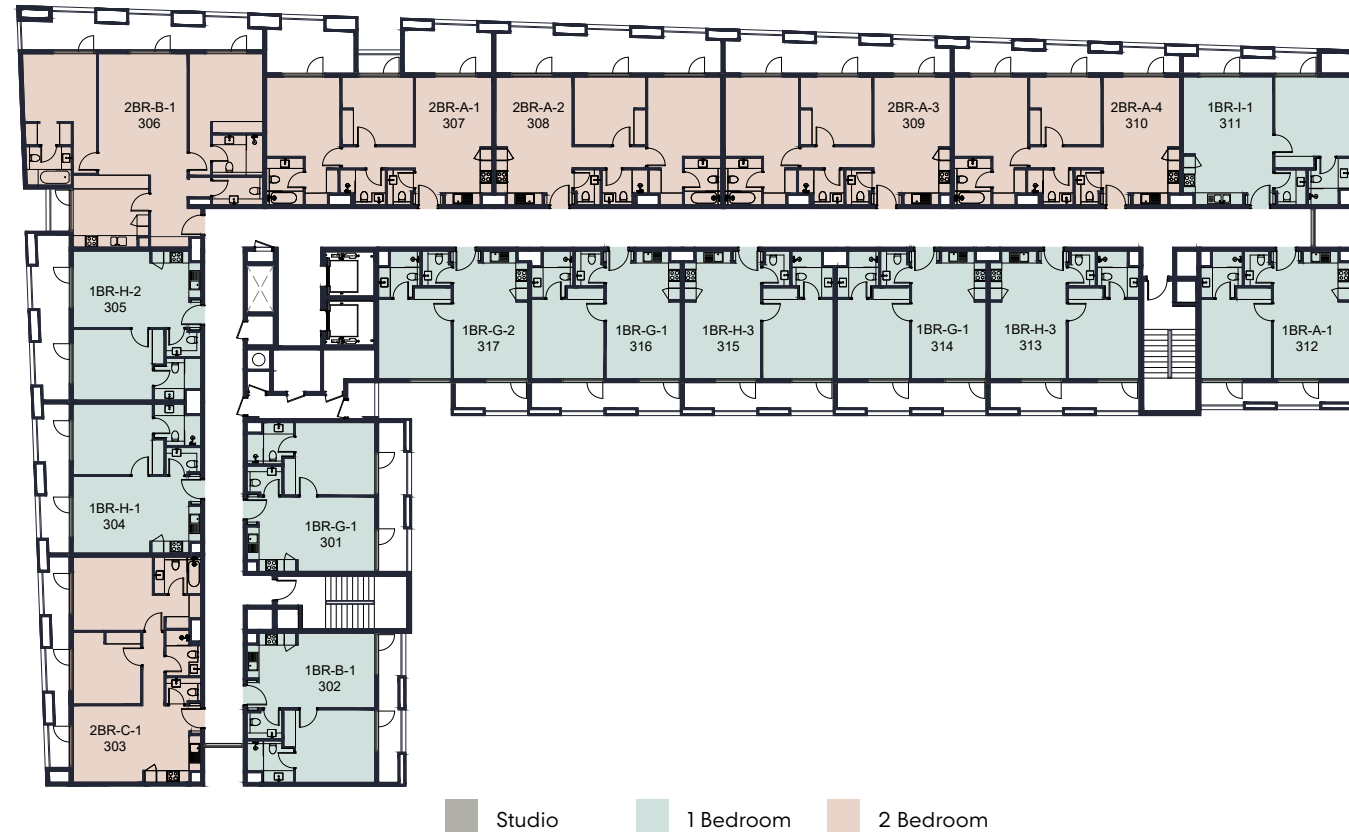 2BR-B-1
306
2BR-A-1
307
2BR-A-2
308
2BR-A-3
309
2BR-A-4
310
1BR-I-1
311
1BR-H-2
305
1BR-G-2
317
1BR-G-1
316
1BR-H-3
315
1BR-G-1
314
1BR-H-3
313
1BR-A-1
312
1BR-H-1
304
1BR-G-1
301
1BR-B-1
302
2BR-C-1
303
Studio
1 Bedroom
2 Bedroom